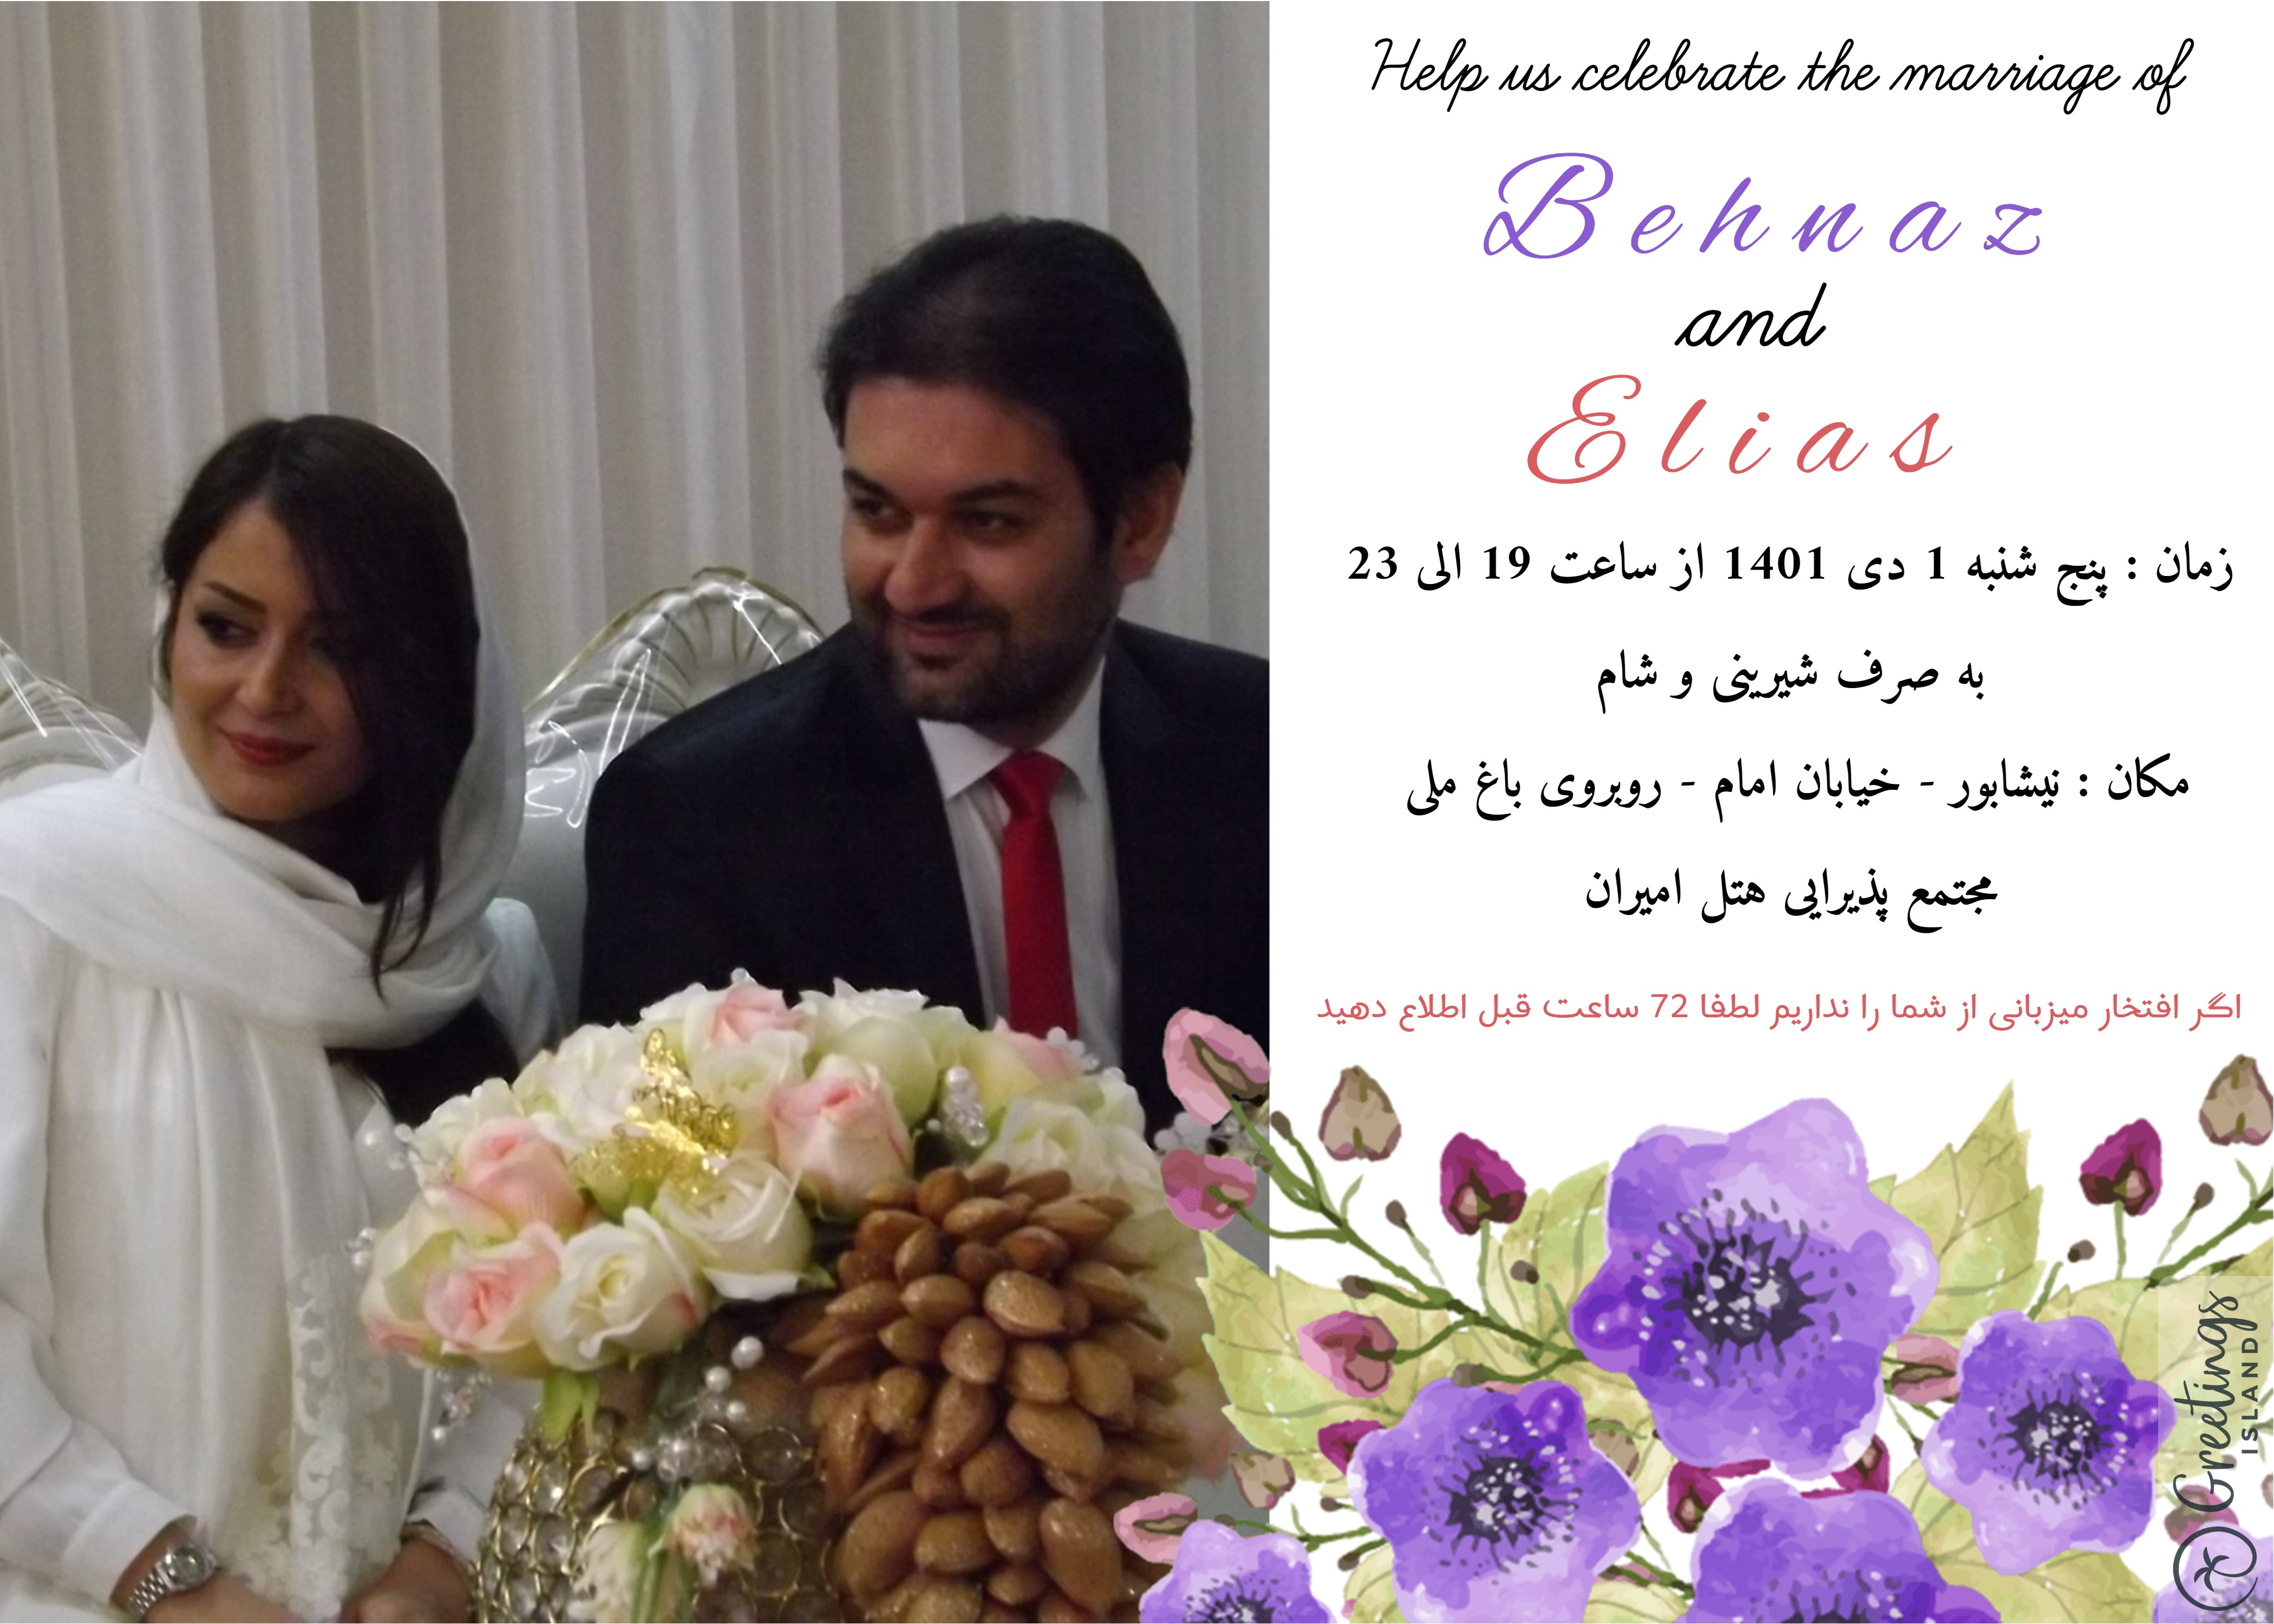 Help us celebrate the marriage of
Behnaz
and
Elias
زمان : پنج شنبه 1 دی 1401 از ساعت 19 الی 23
به صرف شیرینی و شام
مکان : نیشابور - خیابان امام - روبروی باغ ملی
مجتمع پذیرایی هتل امیران
اگر افتخار میزبانی از شما را نداریم لطفا 72 ساعت قبل اطلاع دهید
Greetings
ISLAND